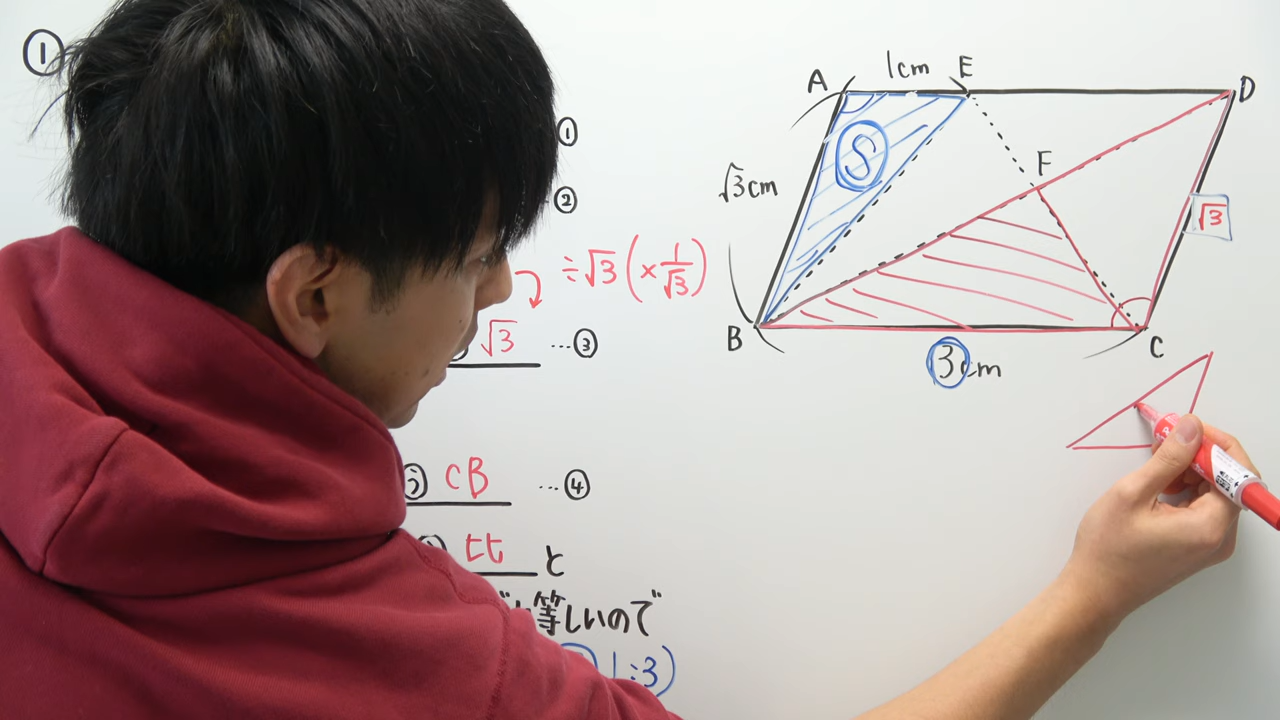 ①
①
②
÷√3(×1/√3)
√3 …③
CB …④
比 と
等しいので
1:3)
A 1cm E D
S
F
√3cm
√3
B C
3cm